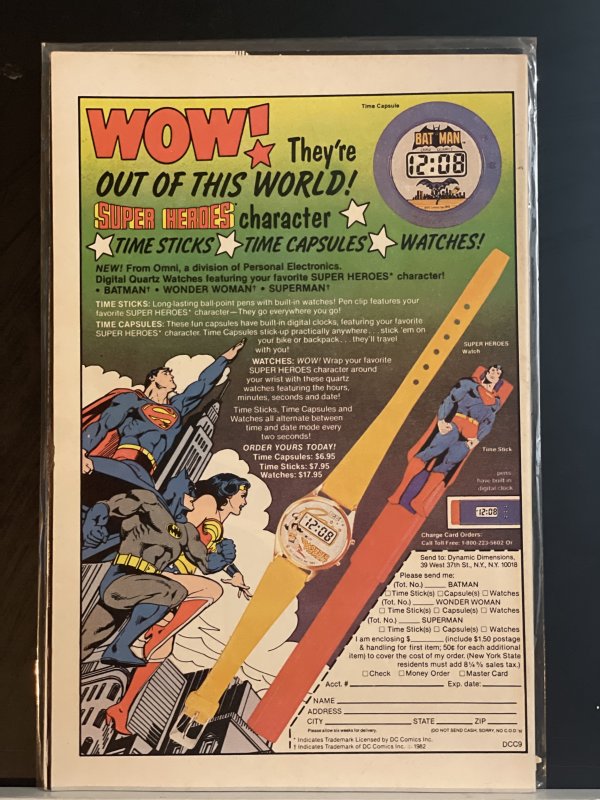 Time Capsule
WOW!
They're
OUT OF THIS WORLD!
SUPER HEROES character
TIME STICKS TIME CAPSULES WATCHES!
BAT MAN
12:08
NEW! From Omni, a division of Personal Electronics.
Digital Quartz Watches featuring your favorite SUPER HEROES* character!
• BATMAN† • WONDER WOMAN† • SUPERMAN†
TIME STICKS: Long-lasting ball-point pens with built-in watches! Pen clip features your
favorite SUPER HEROES* character—They go everywhere you go!
TIME CAPSULES: These fun capsules have built-in digital clocks, featuring your favorite
SUPER HEROES* character. Time Capsules stick-up practically anywhere... stick 'em on
your bike or backpack... they'll travel
with you!
WATCHES: WOW! Wrap your favorite
SUPER HEROES character around
your wrist with these quartz
watches featuring the hours,
minutes, seconds and date!
Time Sticks, Time Capsules and
Watches all alternate between
time and date mode every
two seconds!
ORDER YOURS TODAY!
Time Capsules: $6.95
Time Sticks: $7.95
Watches: $17.95
SUPER HEROES
Watch
Time Stick
pens
have built in
digital clock
12:08
12:08
Charge Card Orders:
Call Toll Free: 1-800-223-5602 Or
Send to: Dynamic Dimensions,
39 West 37th St., N.Y., N.Y. 10018
Please send me:
(Tot. No.) BATMAN
Time Stick(s) Capsule(s) Watches
(Tot. No.) WONDER WOMAN
Time Stick(s) Capsule(s) Watches
(Tot. No.) SUPERMAN
Time Stick(s) Capsule(s) Watches
I am enclosing $ (include $1.50 postage
& handling for first item; 50¢ for each additional
item) to cover the cost of my order. (New York State
residents must add 8¼% sales tax.)
Check Money Order Master Card
Acct. # Exp. date:
NAME
ADDRESS
CITY STATE ZIP
Please allow six weeks for delivery. (DO NOT SEND CASH. SORRY, NO C.O.D.'s)
* Indicates Trademark Licensed by DC Comics Inc.
† Indicates Trademark of DC Comics Inc. © 1982
DCC9